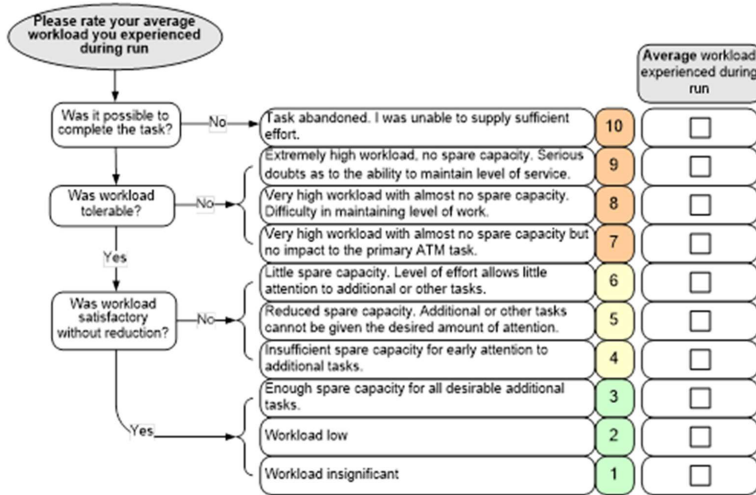 Please rate your average
workload you experienced
during run
Average workload
experienced during
run
Was it possible to
complete the task?
No
Task abandoned. I was unable to supply sufficient
effort.
10
Extremely high workload, no spare capacity. Serious
doubts as to the ability to maintain level of service.
9
Was workload
tolerable?
No
Very high workload with almost no spare capacity.
Difficulty in maintaining level of work.
8
Very high workload with almost no spare capacity but
no impact to the primary ATM task.
7
Yes
Little spare capacity. Level of effort allows little
attention to additional or other tasks.
6
Was workload
satisfactory
without reduction?
No
Reduced spare capacity. Additional or other tasks
cannot be given the desired amount of attention.
5
Insufficient spare capacity for early attention to
additional tasks.
4
Enough spare capacity for all desirable additional
tasks.
3
Yes
Workload low
2
Workload insignificant
1